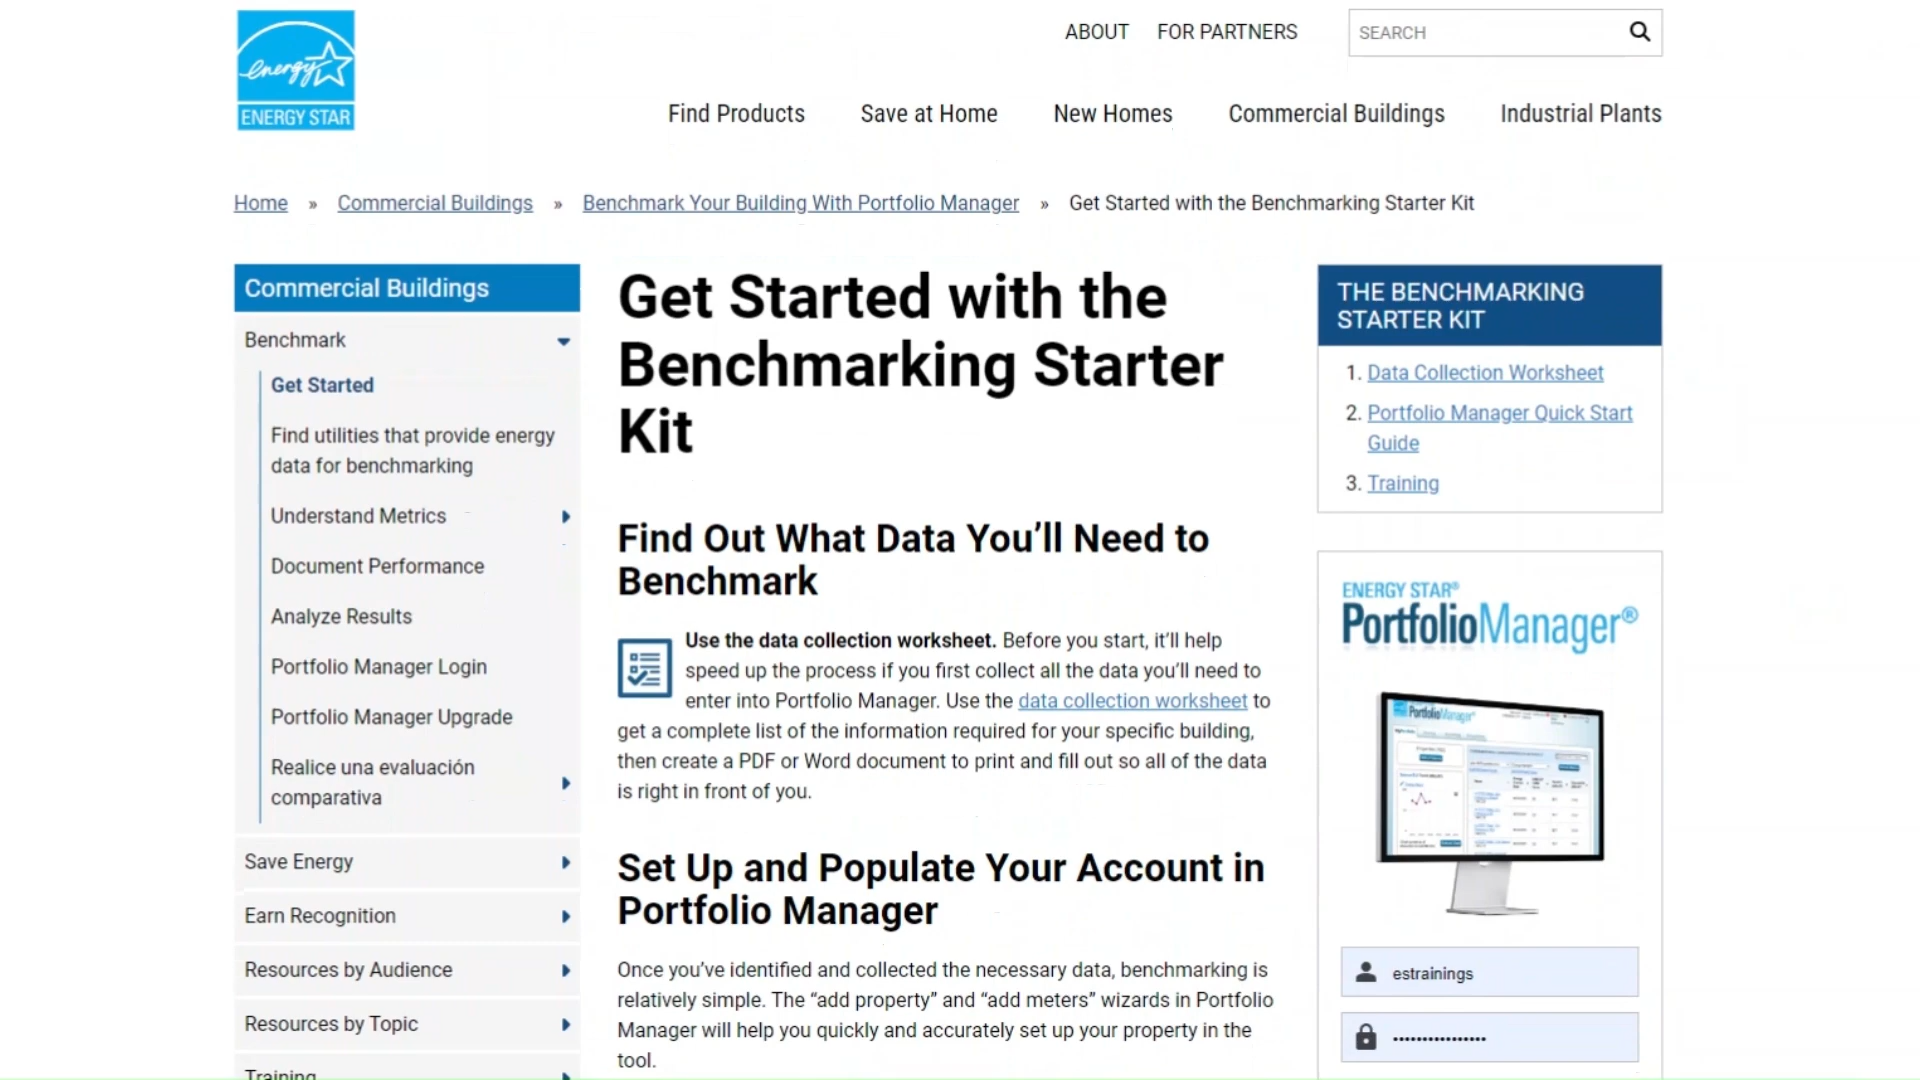 energy
ENERGY STAR
ABOUT
FOR PARTNERS
SEARCH
Find Products
Save at Home
New Homes
Commercial Buildings
Industrial Plants
Home » Commercial Buildings » Benchmark Your Building With Portfolio Manager » Get Started with the Benchmarking Starter Kit
Commercial Buildings
Benchmark
Get Started
Find utilities that provide energy
data for benchmarking
Understand Metrics
Document Performance
Analyze Results
Portfolio Manager Login
Portfolio Manager Upgrade
Realice una evaluación
comparativa
Save Energy
Earn Recognition
Resources by Audience
Resources by Topic
Training
Get Started with the
Benchmarking Starter
Kit
Find Out What Data You’ll Need to
Benchmark
Use the data collection worksheet. Before you start, it’ll help
speed up the process if you first collect all the data you’ll need to
enter into Portfolio Manager. Use the data collection worksheet to
get a complete list of the information required for your specific building,
then create a PDF or Word document to print and fill out so all of the data
is right in front of you.
Set Up and Populate Your Account in
Portfolio Manager
Once you’ve identified and collected the necessary data, benchmarking is
relatively simple. The “add property” and “add meters” wizards in Portfolio
Manager will help you quickly and accurately set up your property in the
tool.
THE BENCHMARKING
STARTER KIT
1. Data Collection Worksheet
2. Portfolio Manager Quick Start
Guide
3. Training
ENERGY STAR®
PortfolioManager®
PortfolioManager
estrainings
••••••••••••••••